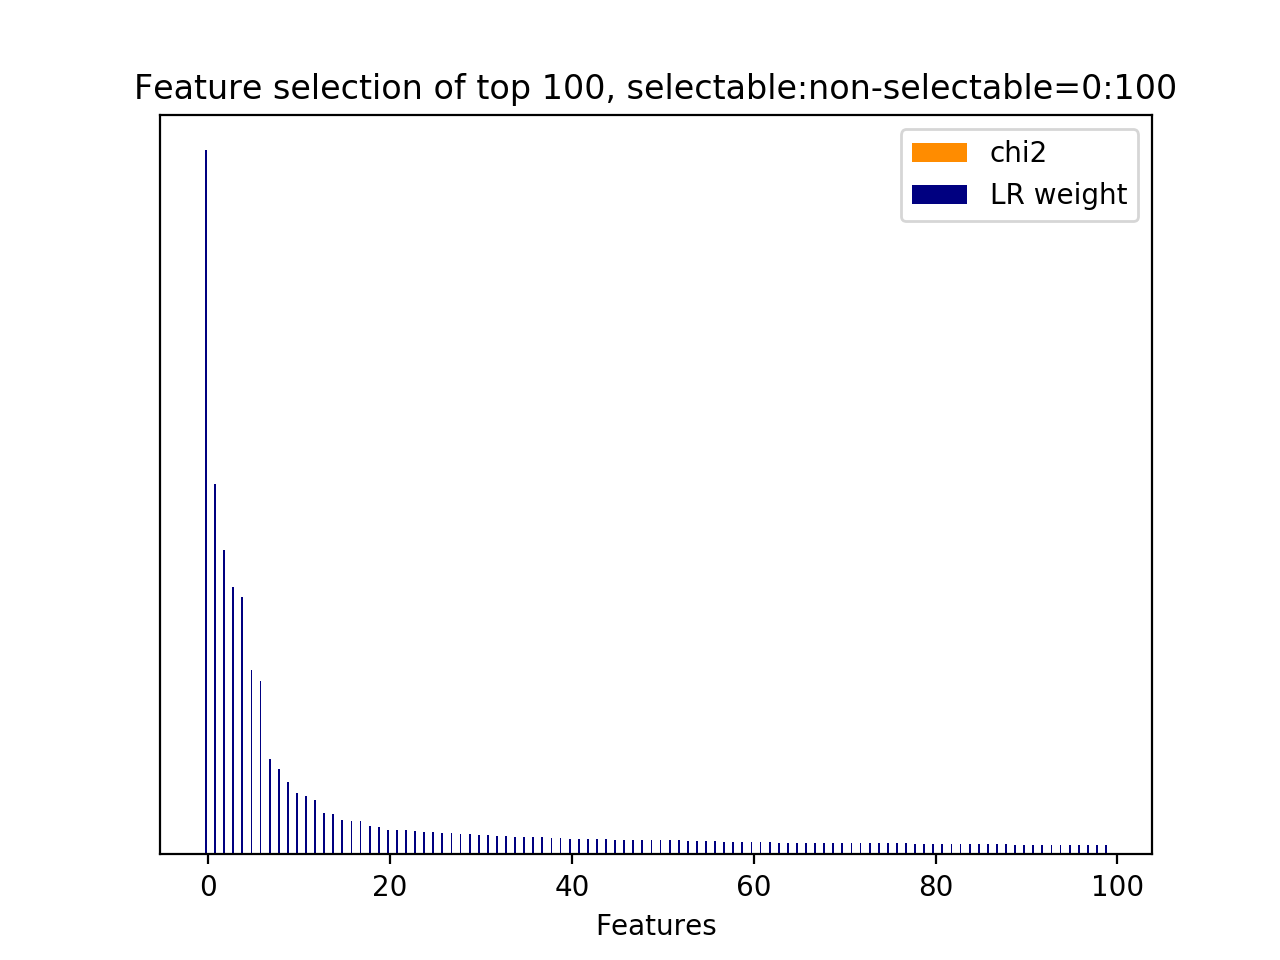 Feature selection of top 100, selectable:non-selectable=0:100
chi2
LR weight
0 20 40 60 80 100
Features